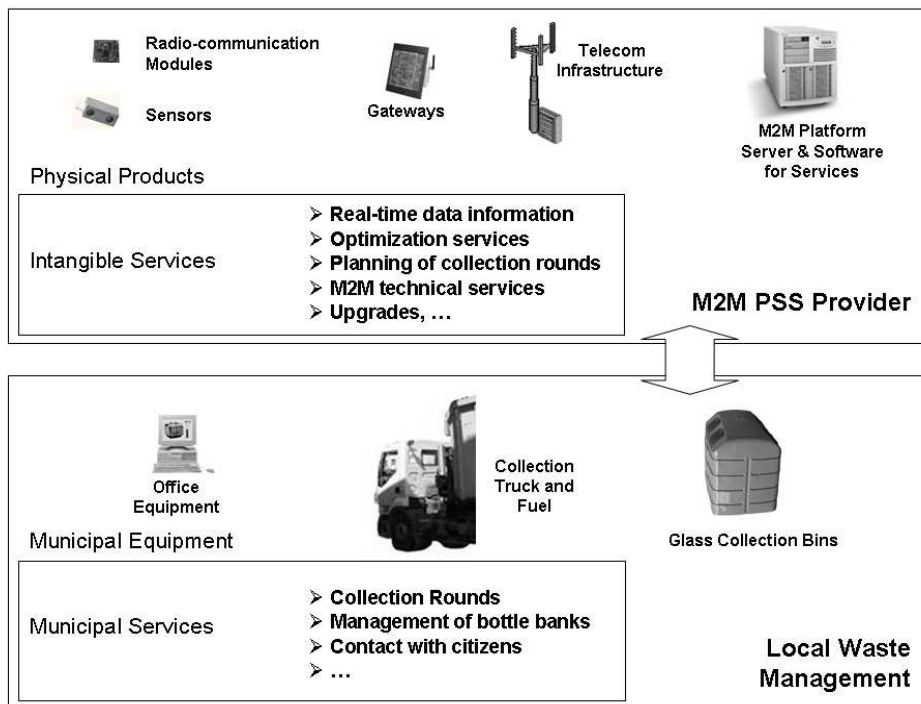 Radio-communication
Modules
Sensors
Gateways
Telecom
Infrastructure
M2M Platform
Server & Software
for Services
Physical Products
Intangible Services
➢ Real-time data information
➢ Optimization services
➢ Planning of collection rounds
➢ M2M technical services
➢ Upgrades, …
M2M PSS Provider
Office
Equipment
Collection
Truck and
Fuel
Glass Collection Bins
Municipal Equipment
Municipal Services
➢ Collection Rounds
➢ Management of bottle banks
➢ Contact with citizens
➢ …
Local Waste
Management